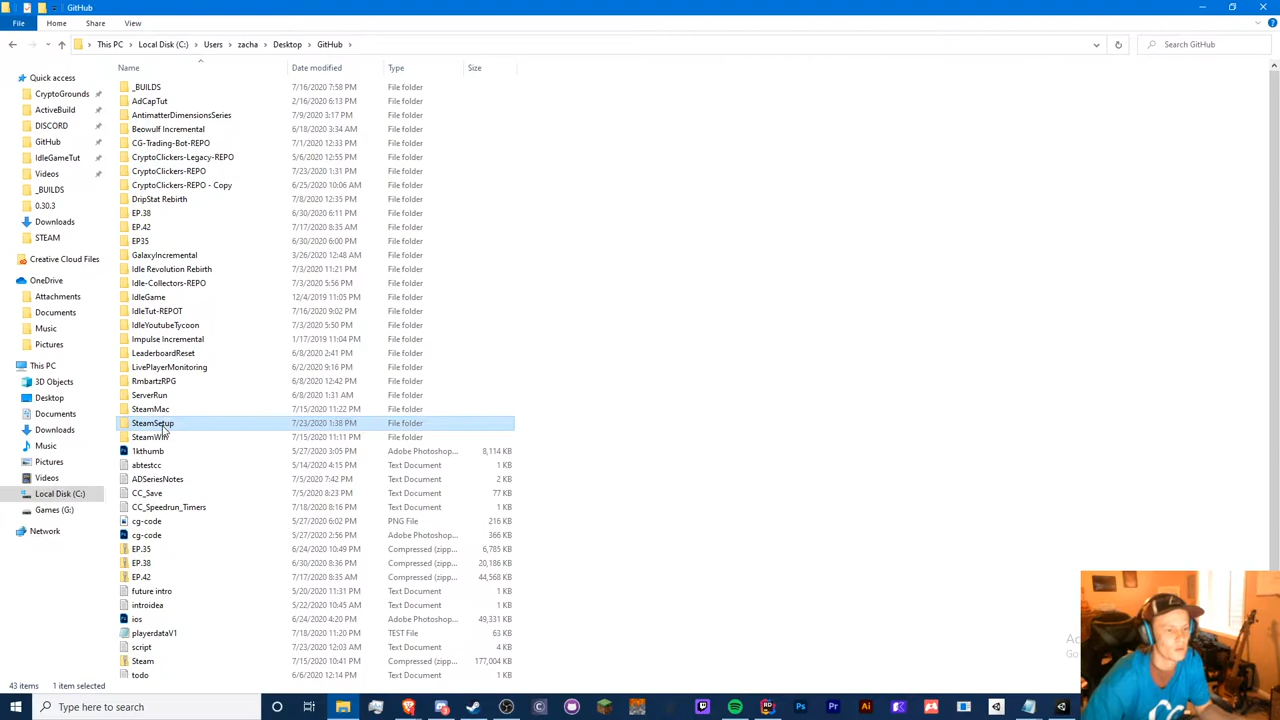 GitHub
File Home Share View
This PC > Local Disk (C:) > Users > zacha > Desktop > GitHub >
Search GitHub
Name Date modified Type Size
Quick access
CryptoGrounds
ActiveBuild
DISCORD
GitHub
IdleGameTut
Videos
_BUILDS
0.30.3
Downloads
STEAM
Creative Cloud Files
OneDrive
Attachments
Documents
Music
Pictures
This PC
3D Objects
Desktop
Documents
Downloads
Music
Pictures
Videos
Local Disk (C:)
Games (G:)
Network
_BUILDS 7/16/2020 7:58 PM File folder
AdCapTut 2/16/2020 6:13 PM File folder
AntimatterDimensionsSeries 7/9/2020 3:17 PM File folder
Beowulf Incremental 6/18/2020 3:34 AM File folder
CG-Trading-Bot-REPO 7/1/2020 12:33 PM File folder
CryptoClickers-Legacy-REPO 5/6/2020 12:55 PM File folder
CryptoClickers-REPO 7/23/2020 1:31 PM File folder
CryptoClickers-REPO - Copy 6/25/2020 10:06 AM File folder
DripStat Rebirth 7/8/2020 12:35 PM File folder
EP.38 6/30/2020 6:11 PM File folder
EP.42 7/17/2020 8:35 AM File folder
EP35 6/30/2020 6:00 PM File folder
GalaxyIncremental 3/26/2020 12:48 AM File folder
Idle Revolution Rebirth 7/3/2020 11:21 PM File folder
Idle-Collectors-REPO 7/3/2020 5:56 PM File folder
IdleGame 12/4/2019 11:05 PM File folder
IdleTut-REPOT 7/16/2020 9:02 PM File folder
IdleYoutubeTycoon 7/3/2020 5:50 PM File folder
Impulse Incremental 1/17/2019 11:04 PM File folder
LeaderboardReset 6/8/2020 2:41 PM File folder
LivePlayerMonitoring 6/2/2020 9:16 PM File folder
RmbartzRPG 6/8/2020 12:42 PM File folder
ServerRun 6/8/2020 1:31 AM File folder
SteamMac 7/15/2020 11:22 PM File folder
SteamSetup 7/23/2020 1:38 PM File folder
SteamWin 7/15/2020 11:11 PM File folder
1kthumb 5/27/2020 3:05 PM Adobe Photoshop... 8,114 KB
abtestcc 5/14/2020 4:15 PM Text Document 1 KB
ADSeriesNotes 7/5/2020 7:42 PM Text Document 2 KB
CC_Save 7/5/2020 8:23 PM Text Document 77 KB
CC_Speedrun_Timers 7/18/2020 8:16 PM Text Document 1 KB
cg-code 5/27/2020 6:02 PM PNG File 216 KB
cg-code 5/27/2020 2:56 PM Adobe Photoshop... 366 KB
EP.35 6/24/2020 10:49 PM Compressed (zipp... 6,785 KB
EP.38 6/30/2020 8:36 PM Compressed (zipp... 20,186 KB
EP.42 7/17/2020 8:35 AM Compressed (zipp... 44,568 KB
future intro 5/20/2020 11:31 PM Text Document 1 KB
introidea 5/22/2020 10:45 AM Text Document 1 KB
ios 6/24/2020 4:20 PM Adobe Photoshop... 49,331 KB
playerdataV1 7/18/2020 11:20 PM TEST File 63 KB
script 7/23/2020 12:03 AM Text Document 4 KB
Steam 7/15/2020 10:41 PM Compressed (zipp... 177,004 KB
todo 6/6/2020 12:14 PM Text Document 1 KB
43 items 1 item selected
Type here to search